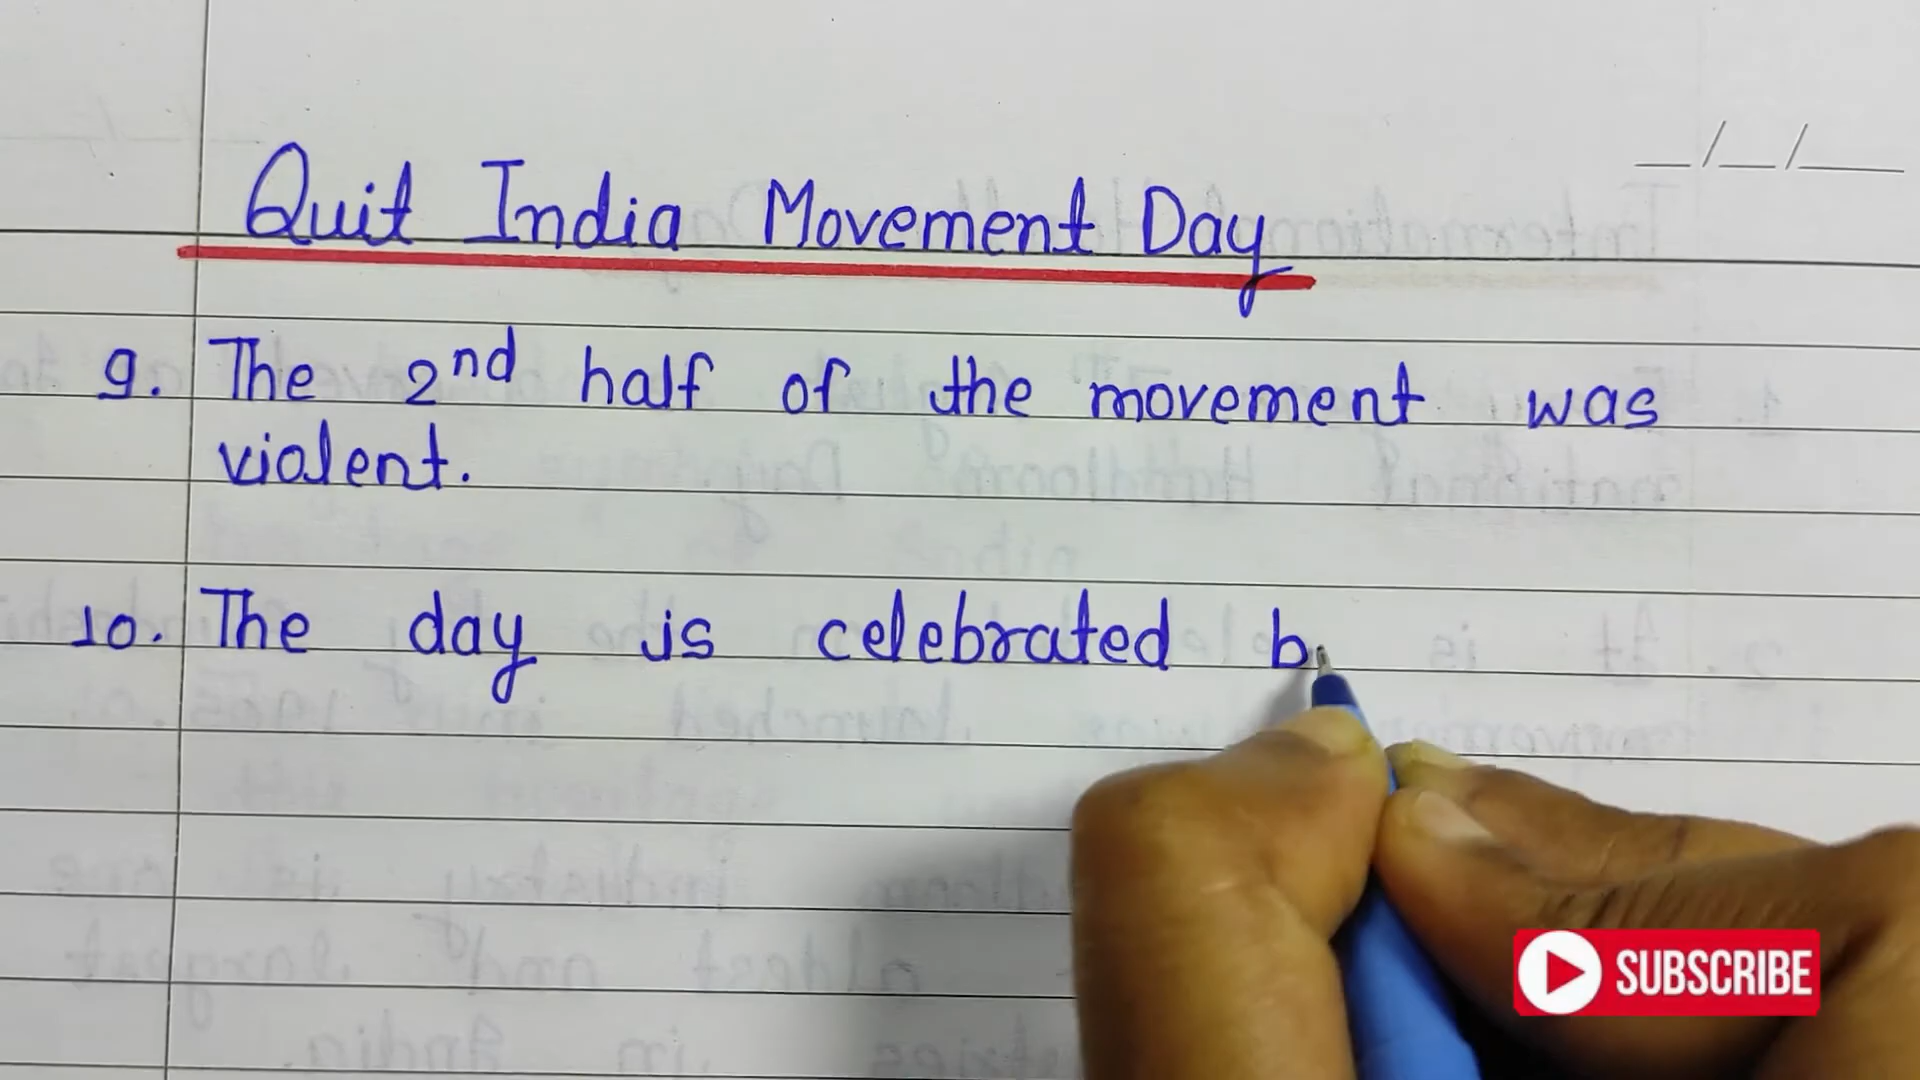 _/_/_
Quit India Movement Day
9. The 2nd half of the movement was
violent.
10. The day is celebrated b
SUBSCRIBE